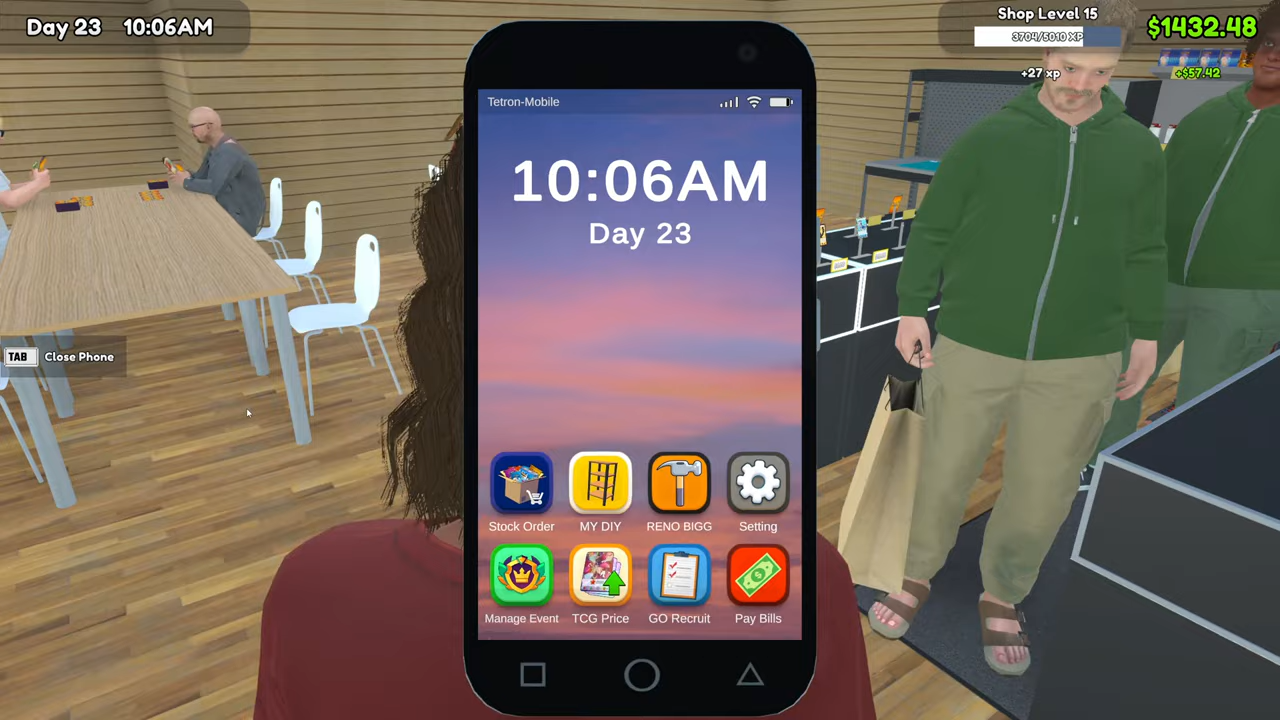 Day 23 10:06AM
Shop Level 15
3704/5010 XP
$1432.48
+27 xp
+$57.42
Tetron-Mobile
10:06AM
Day 23
TAB Close Phone
Stock Order MY DIY RENO BIGG Setting
Manage Event TCG Price GO Recruit Pay Bills